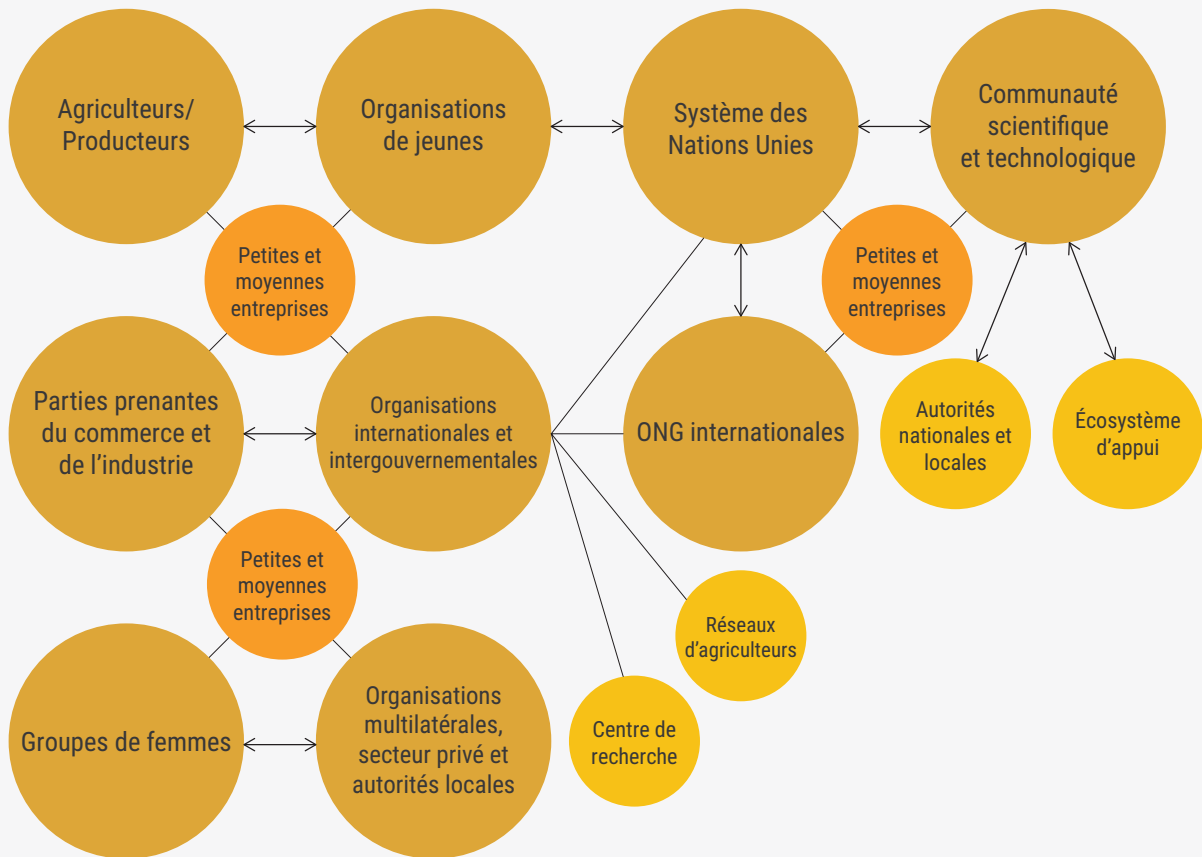 Agriculteurs/
Producteurs
Organisations
de jeunes
Système des
Nations Unies
Communauté
scientifique
et technologique
Petites et
moyennes
entreprises
Petites et
moyennes
entreprises
Parties prenantes
du commerce et
de l’industrie
Organisations
internationales et
intergouvernementales
ONG internationales
Autorités
nationales et
locales
Écosystème
d’appui
Petites et
moyennes
entreprises
Réseaux
d’agriculteurs
Groupes de femmes
Organisations
multilatérales,
secteur privé et
autorités locales
Centre de
recherche